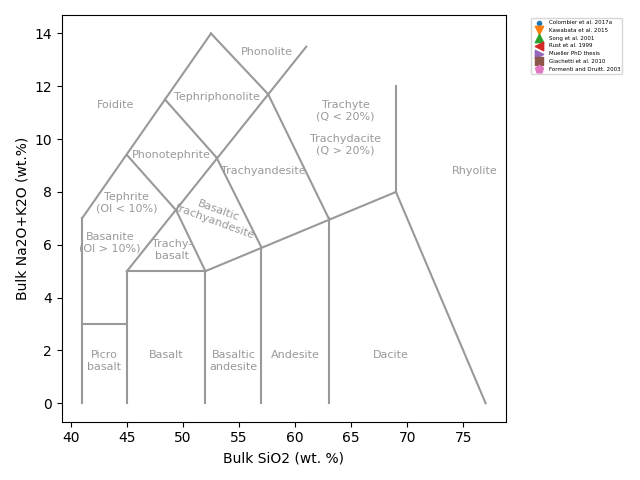 14
12
10
8
6
4
2
0
40
45
50
55
60
65
70
75
Bulk Na2O+K2O (wt.%)
Bulk SiO2 (wt. %)
Phonolite
Tephriphonolite
Foidite
Trachyte
(Q < 20%)
Trachydacite
(Q > 20%)
Phonotephrite
Trachyandesite
Rhyolite
Tephrite
(Ol < 10%)
Basaltic
trachyandesite
Basanite
(Ol > 10%)
Trachy-
basalt
Picro
basalt
Basalt
Basaltic
andesite
Andesite
Dacite
Colombier et al. 2017a
Kawabata et al. 2015
Song et al. 2001
Rust et al. 1999
Mueller PhD thesis
Giachetti et al. 2010
Formenti and Druitt. 2003